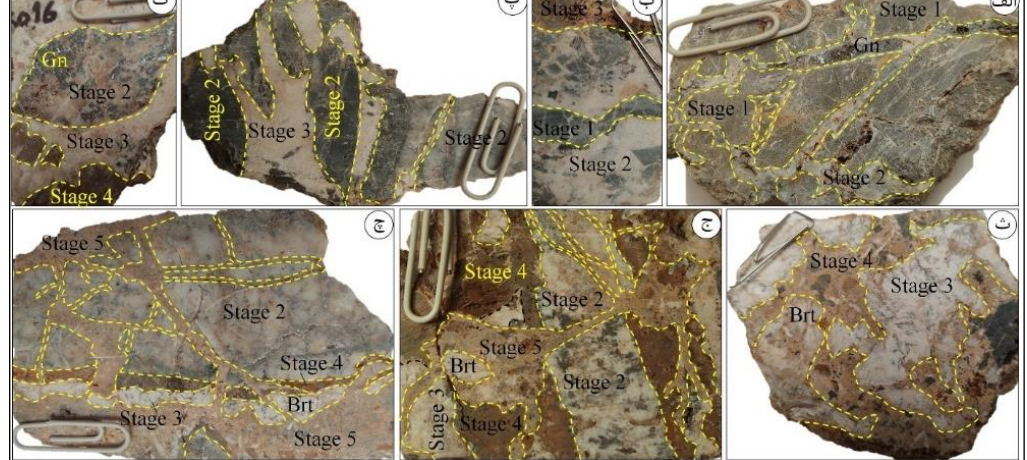 الف
Stage 1
Gn
Stage 1
Stage 2
ب
Stage 3
Stage 1
Stage 2
پ
Stage 2
Stage 3
Stage 2
Stage 2
ت
Gn
Stage 2
Stage 3
Stage 4
ث
Stage 4
Stage 3
Brt
ج
Stage 4
Stage 2
Stage 5
Brt
Stage 2
Stage 3
Stage 4
چ
Stage 5
Stage 2
Stage 4
Brt
Stage 3
Stage 5